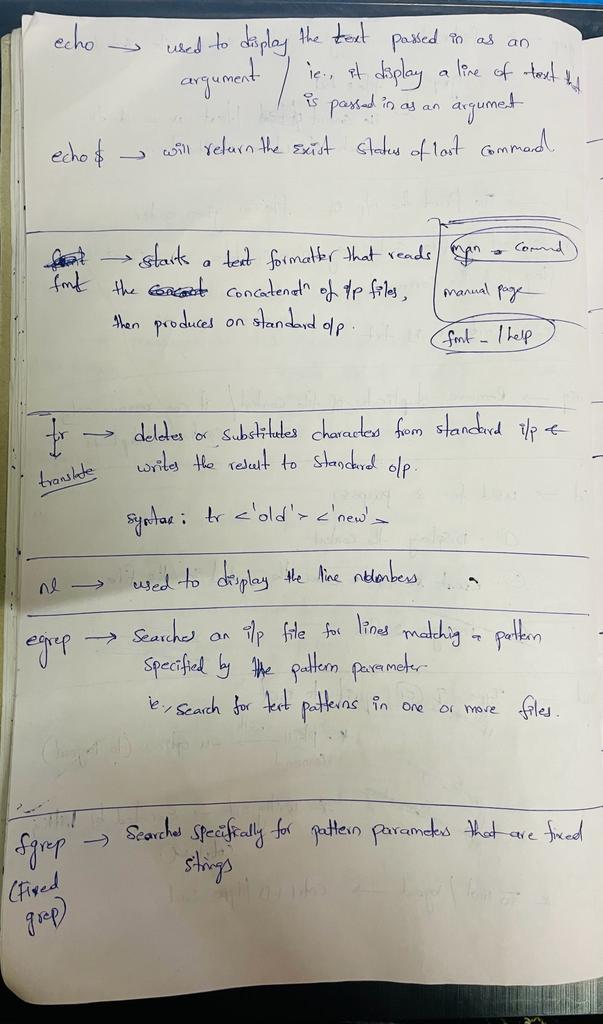 echo → used to display the text passed in as an
argument / ie., it display a line of text that
is passed in as an argument
echo $ → will return the Exist status of last command.
fmt → starts a text formatter that reads
the concatenatn of i/p files,
then produces on standard o/p.
man - commd
manual page
fmt - 1 help
tr → deletes or substitutes characters from standard i/p &
translate
writes the result to standard o/p.
syntax: tr <'old'> <'new'>
nl → used to display the line numbers
egrep → Searches an i/p file for lines matching a pattern
specified by the pattern parameter
ie., Search for text patterns in one or more files.
fgrep → Searches specifically for pattern parameters that are fixed
strings
(Fixed
grep)